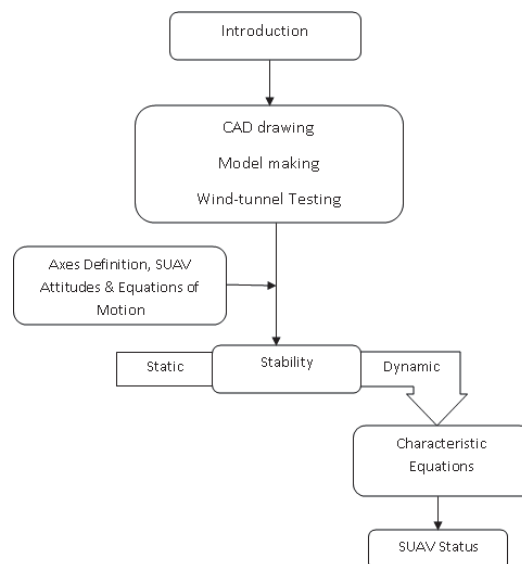 Introduction
CAD drawing
Model making
Wind-tunnel Testing
Axes Definition, SUAV
Attitudes & Equations of
Motion
Static
Stability
Dynamic
Characteristic
Equations
SUAV Status